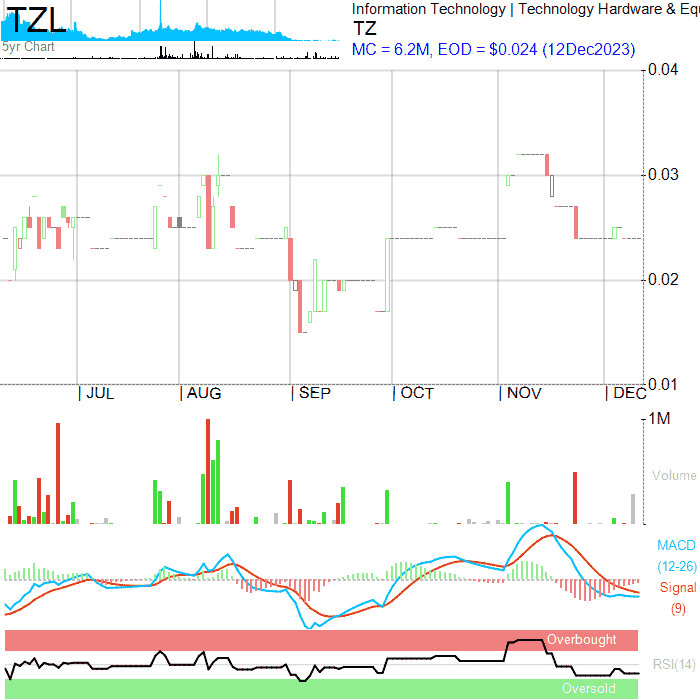 TZL
5yr Chart
Information Technology | Technology Hardware & Equ
TZ
MC = 6.2M, EOD = $0.024 (12Dec2023)
0.04
0.03
0.02
0.01
| JUL | AUG | SEP | OCT | NOV | DEC
1M
Volume
MACD
(12-26)
Signal
(9)
Overbought
RSI(14)
Oversold